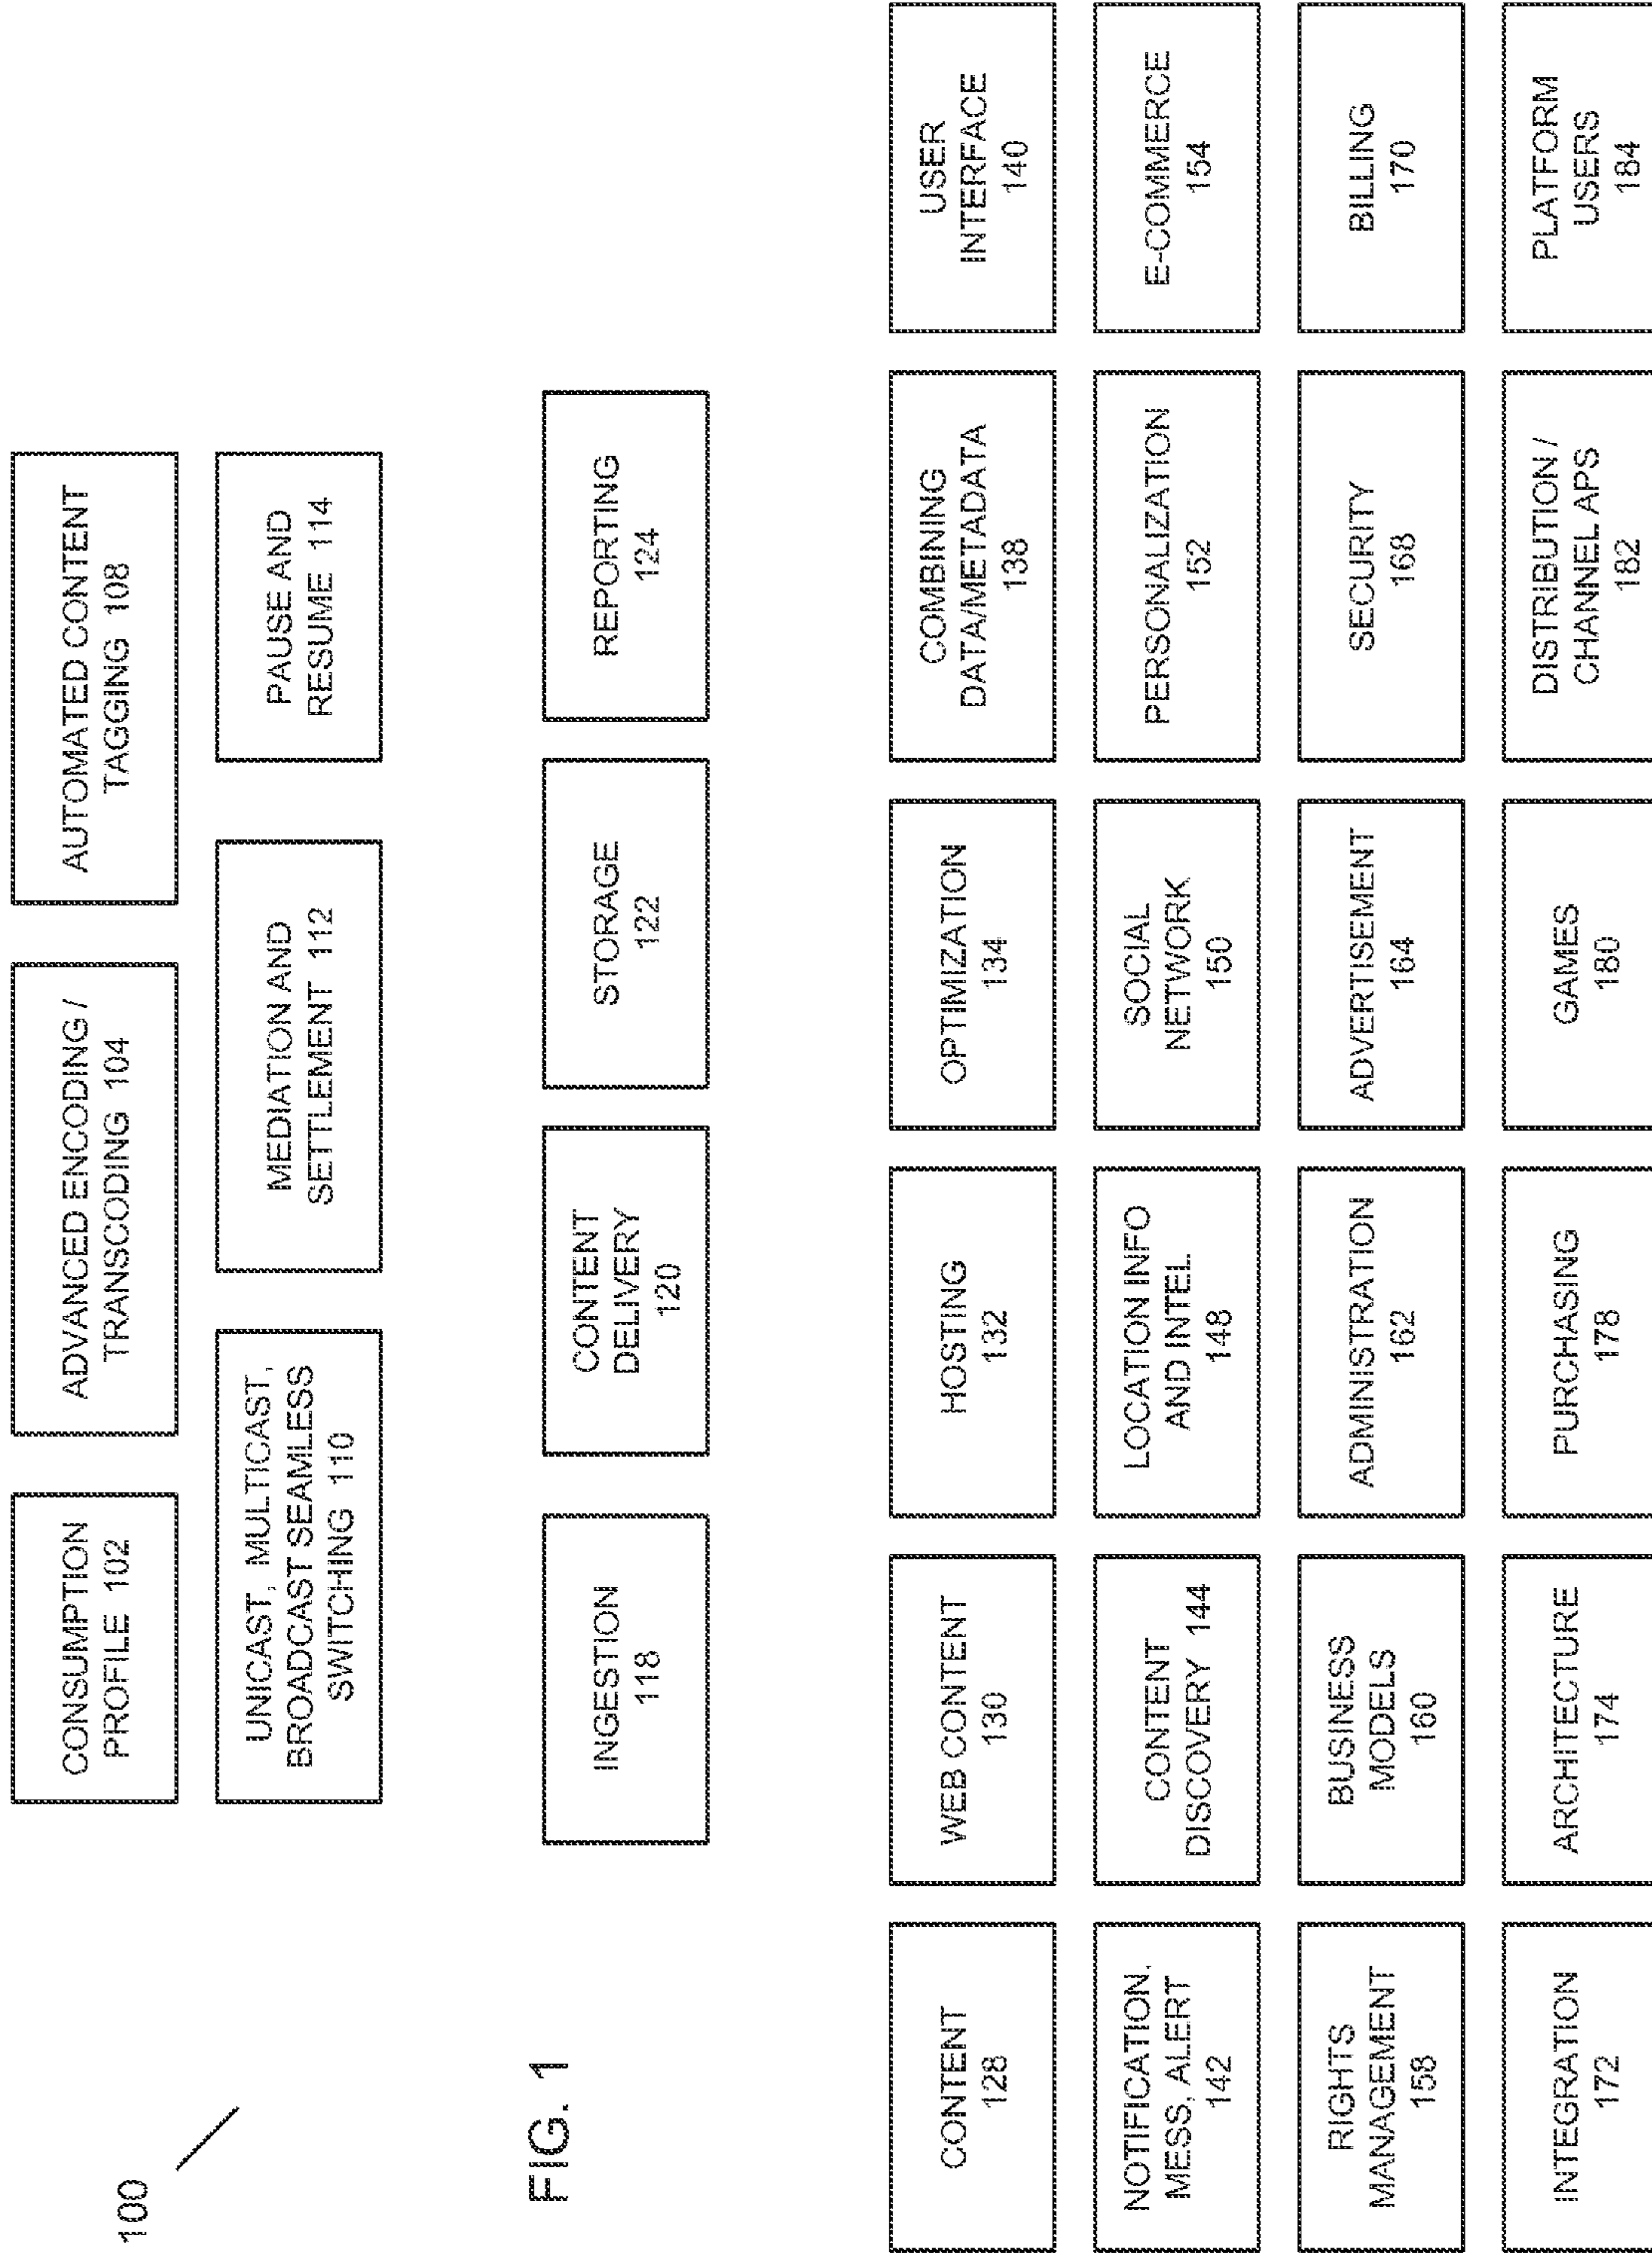 100
CONSUMPTION
PROFILE 102
ADVANCED ENCODING /
TRANSCODING 104
AUTOMATED CONTENT
TAGGING 108
UNICAST, MULTICAST,
BROADCAST SEAMLESS
SWITCHING 110
MEDIATION AND
SETTLEMENT 112
PAUSE AND
RESUME 114
FIG. 1
INGESTION
118
CONTENT
DELIVERY
120
STORAGE
122
REPORTING
124
CONTENT
128
WEB CONTENT
130
HOSTING
132
OPTIMIZATION
134
COMBINING
DATA/METADATA
138
USER
INTERFACE
140
NOTIFICATION,
MESS, ALERT
142
CONTENT
DISCOVERY 144
LOCATION INFO
AND INTEL
148
SOCIAL
NETWORK
150
PERSONALIZATION
152
E-COMMERCE
154
RIGHTS
MANAGEMENT
158
BUSINESS
MODELS
160
ADMINISTRATION
162
ADVERTISEMENT
164
SECURITY
168
BILLING
170
INTEGRATION
172
ARCHITECTURE
174
PURCHASING
178
GAMES
180
DISTRIBUTION /
CHANNEL APS
182
PLATFORM
USERS
184